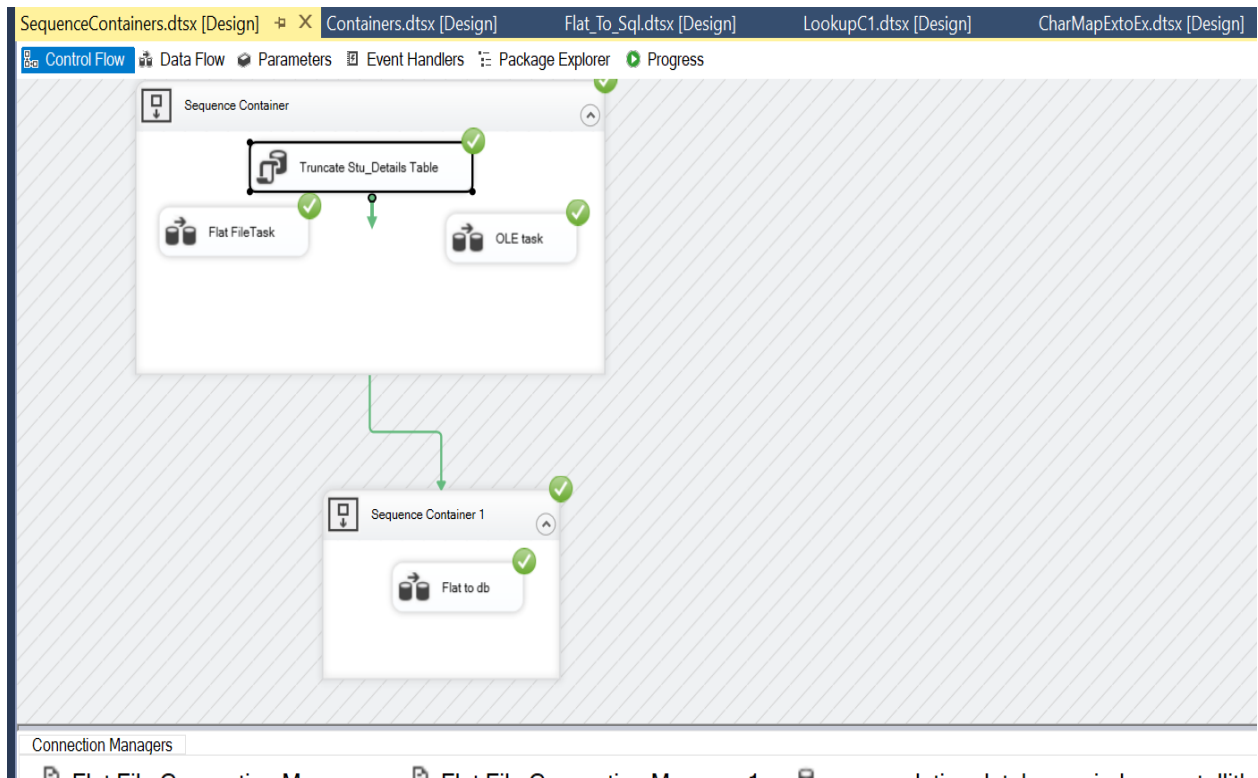 SequenceContainers.dtsx [Design] Containers.dtsx [Design] Flat_To_Sql.dtsx [Design] LookupC1.dtsx [Design] CharMapExtoEx.dtsx [Design]
Control Flow Data Flow Parameters Event Handlers Package Explorer Progress
Sequence Container
Truncate Stu_Details Table
Flat FileTask
OLE task
Sequence Container 1
Flat to db
Connection Managers